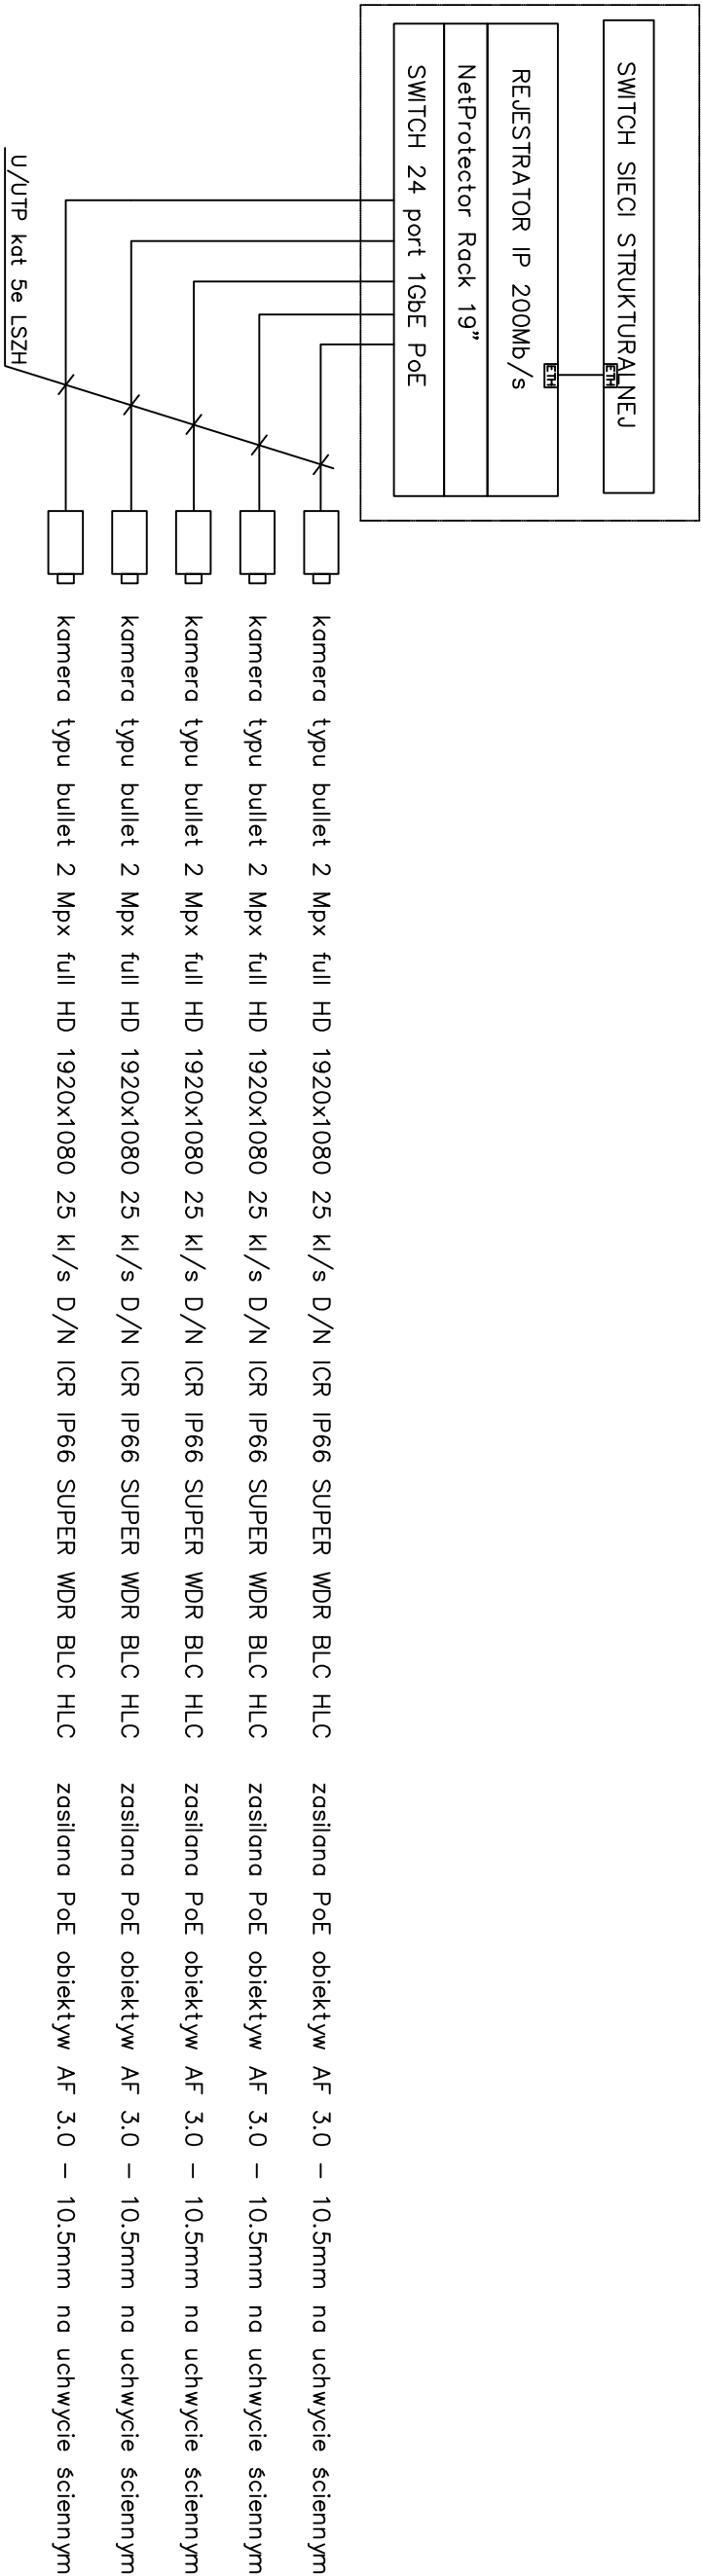 SWITCH SIECI STRUKTURALNEJ
ETH
ETH
REJESTRATOR IP 200Mb/s
NetProtector Rack 19"
SWITCH 24 port 1GbE PoE
kamera typu bullet 2 Mpx full HD 1920x1080 25 kl/s D/N ICR IP66 SUPER WDR BLC HLC zasilana PoE obiektyw AF 3.0 – 10.5mm na uchwycie ściennym
kamera typu bullet 2 Mpx full HD 1920x1080 25 kl/s D/N ICR IP66 SUPER WDR BLC HLC zasilana PoE obiektyw AF 3.0 – 10.5mm na uchwycie ściennym
kamera typu bullet 2 Mpx full HD 1920x1080 25 kl/s D/N ICR IP66 SUPER WDR BLC HLC zasilana PoE obiektyw AF 3.0 – 10.5mm na uchwycie ściennym
kamera typu bullet 2 Mpx full HD 1920x1080 25 kl/s D/N ICR IP66 SUPER WDR BLC HLC zasilana PoE obiektyw AF 3.0 – 10.5mm na uchwycie ściennym
kamera typu bullet 2 Mpx full HD 1920x1080 25 kl/s D/N ICR IP66 SUPER WDR BLC HLC zasilana PoE obiektyw AF 3.0 – 10.5mm na uchwycie ściennym
U/UTP kat 5e LSZH